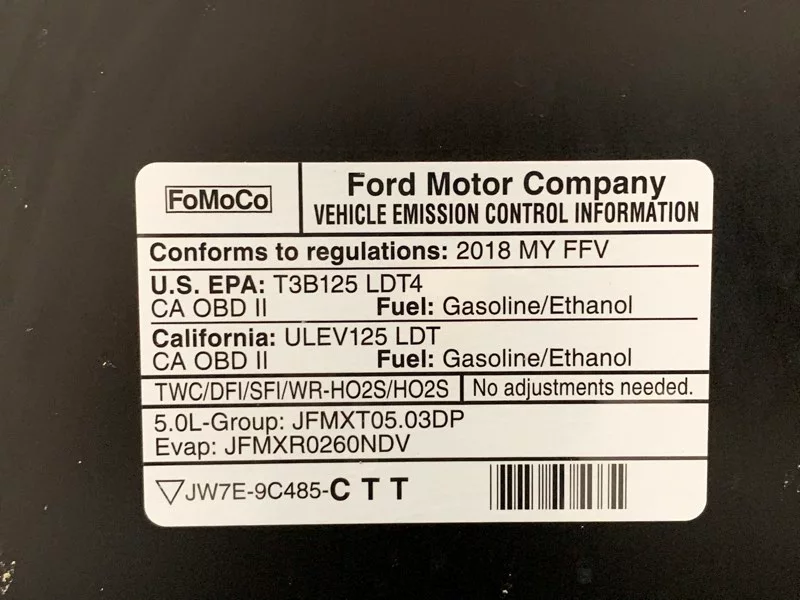 FoMoCo
Ford Motor Company
VEHICLE EMISSION CONTROL INFORMATION
Conforms to regulations: 2018 MY FFV
U.S. EPA: T3B125 LDT4
CA OBD II Fuel: Gasoline/Ethanol
California: ULEV125 LDT
CA OBD II Fuel: Gasoline/Ethanol
TWC/DFI/SFI/WR-HO2S/HO2S No adjustments needed.
5.0L-Group: JFMXT05.03DP
Evap: JFMXR0260NDV
JW7E-9C485-C T T